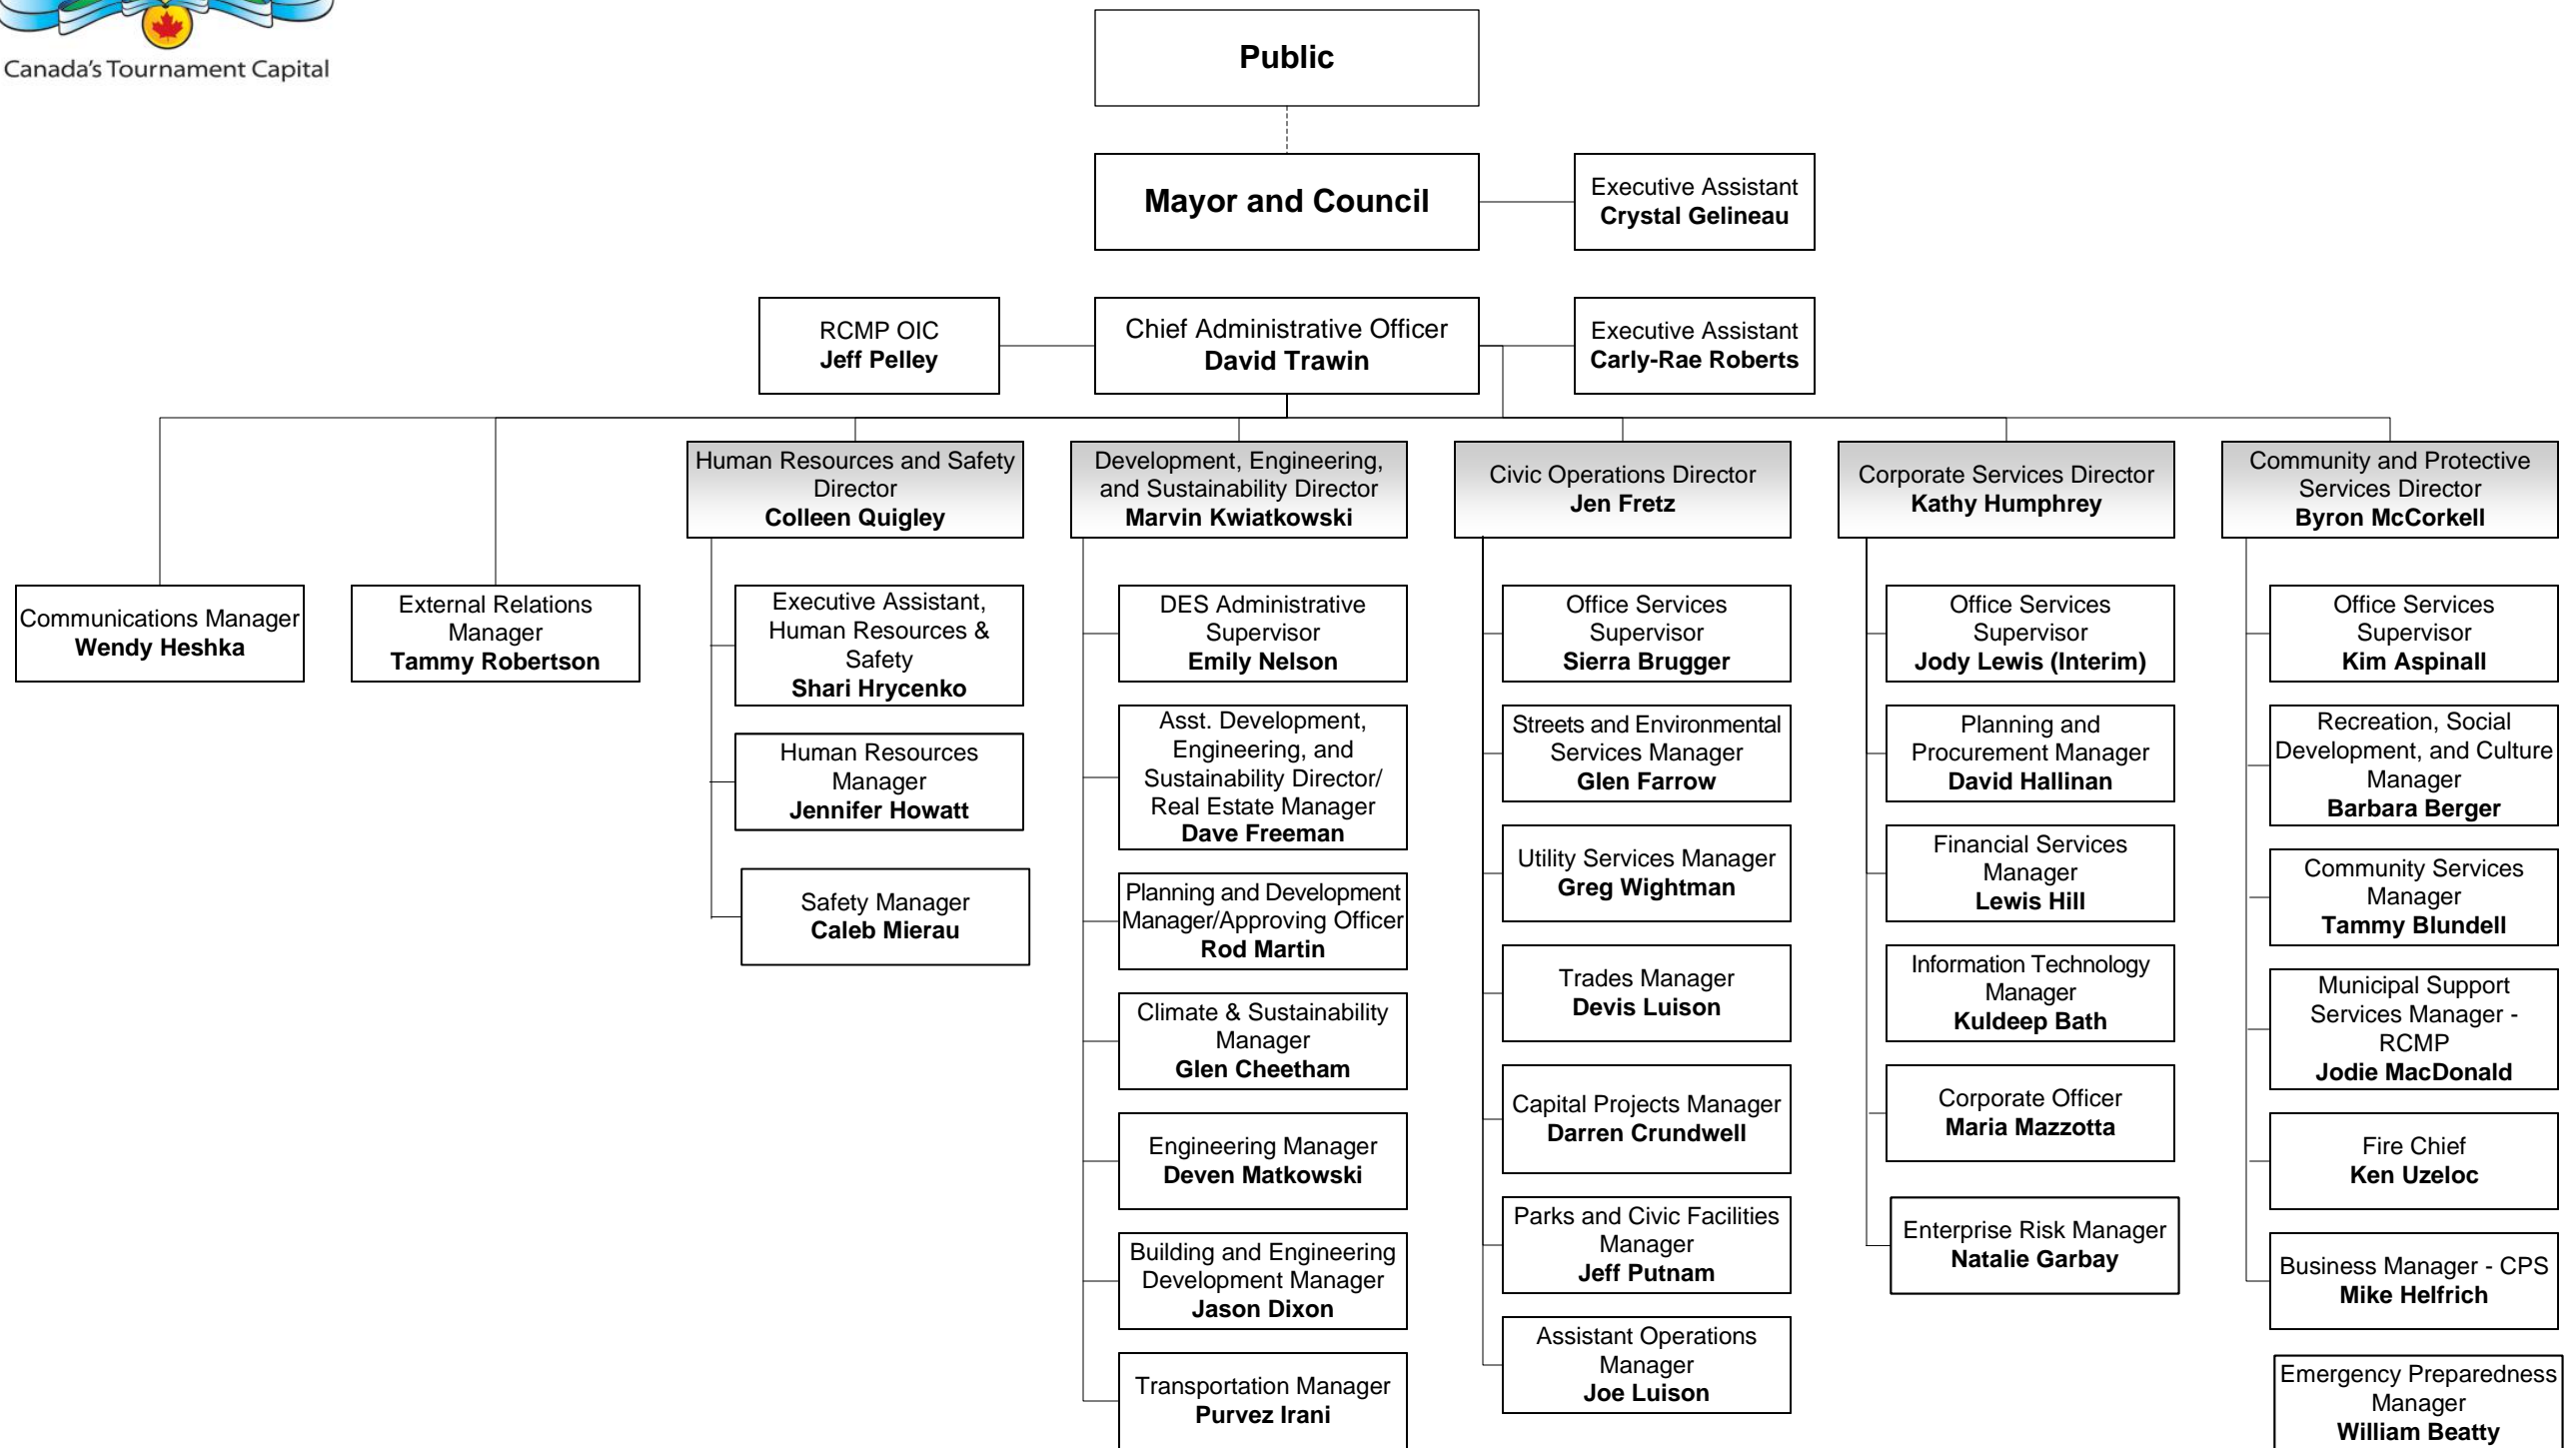 Canada's Tournament Capital
Public
Mayor and Council
Executive Assistant
Crystal Gelineau
RCMP OIC
Jeff Pelley
Chief Administrative Officer
David Trawin
Executive Assistant
Carly-Rae Roberts
Communications Manager
Wendy Heshka
External Relations
Manager
Tammy Robertson
Human Resources and Safety
Director
Colleen Quigley
Executive Assistant,
Human Resources &
Safety
Shari Hrycenko
Human Resources
Manager
Jennifer Howatt
Safety Manager
Caleb Mierau
Development, Engineering,
and Sustainability Director
Marvin Kwiatkowski
DES Administrative
Supervisor
Emily Nelson
Asst. Development,
Engineering, and
Sustainability Director/
Real Estate Manager
Dave Freeman
Planning and Development
Manager/Approving Officer
Rod Martin
Climate & Sustainability
Manager
Glen Cheetham
Engineering Manager
Deven Matkowski
Building and Engineering
Development Manager
Jason Dixon
Transportation Manager
Purvez Irani
Civic Operations Director
Jen Fretz
Office Services
Supervisor
Sierra Brugger
Streets and Environmental
Services Manager
Glen Farrow
Utility Services Manager
Greg Wightman
Trades Manager
Devis Luison
Capital Projects Manager
Darren Crundwell
Parks and Civic Facilities
Manager
Jeff Putnam
Assistant Operations
Manager
Joe Luison
Corporate Services Director
Kathy Humphrey
Office Services
Supervisor
Jody Lewis (Interim)
Planning and
Procurement Manager
David Hallinan
Financial Services
Manager
Lewis Hill
Information Technology
Manager
Kuldeep Bath
Corporate Officer
Maria Mazzotta
Enterprise Risk Manager
Natalie Garbay
Community and Protective
Services Director
Byron McCorkell
Office Services
Supervisor
Kim Aspinall
Recreation, Social
Development, and Culture
Manager
Barbara Berger
Community Services
Manager
Tammy Blundell
Municipal Support
Services Manager -
RCMP
Jodie MacDonald
Fire Chief
Ken Uzeloc
Business Manager - CPS
Mike Helfrich
Emergency Preparedness
Manager
William Beatty